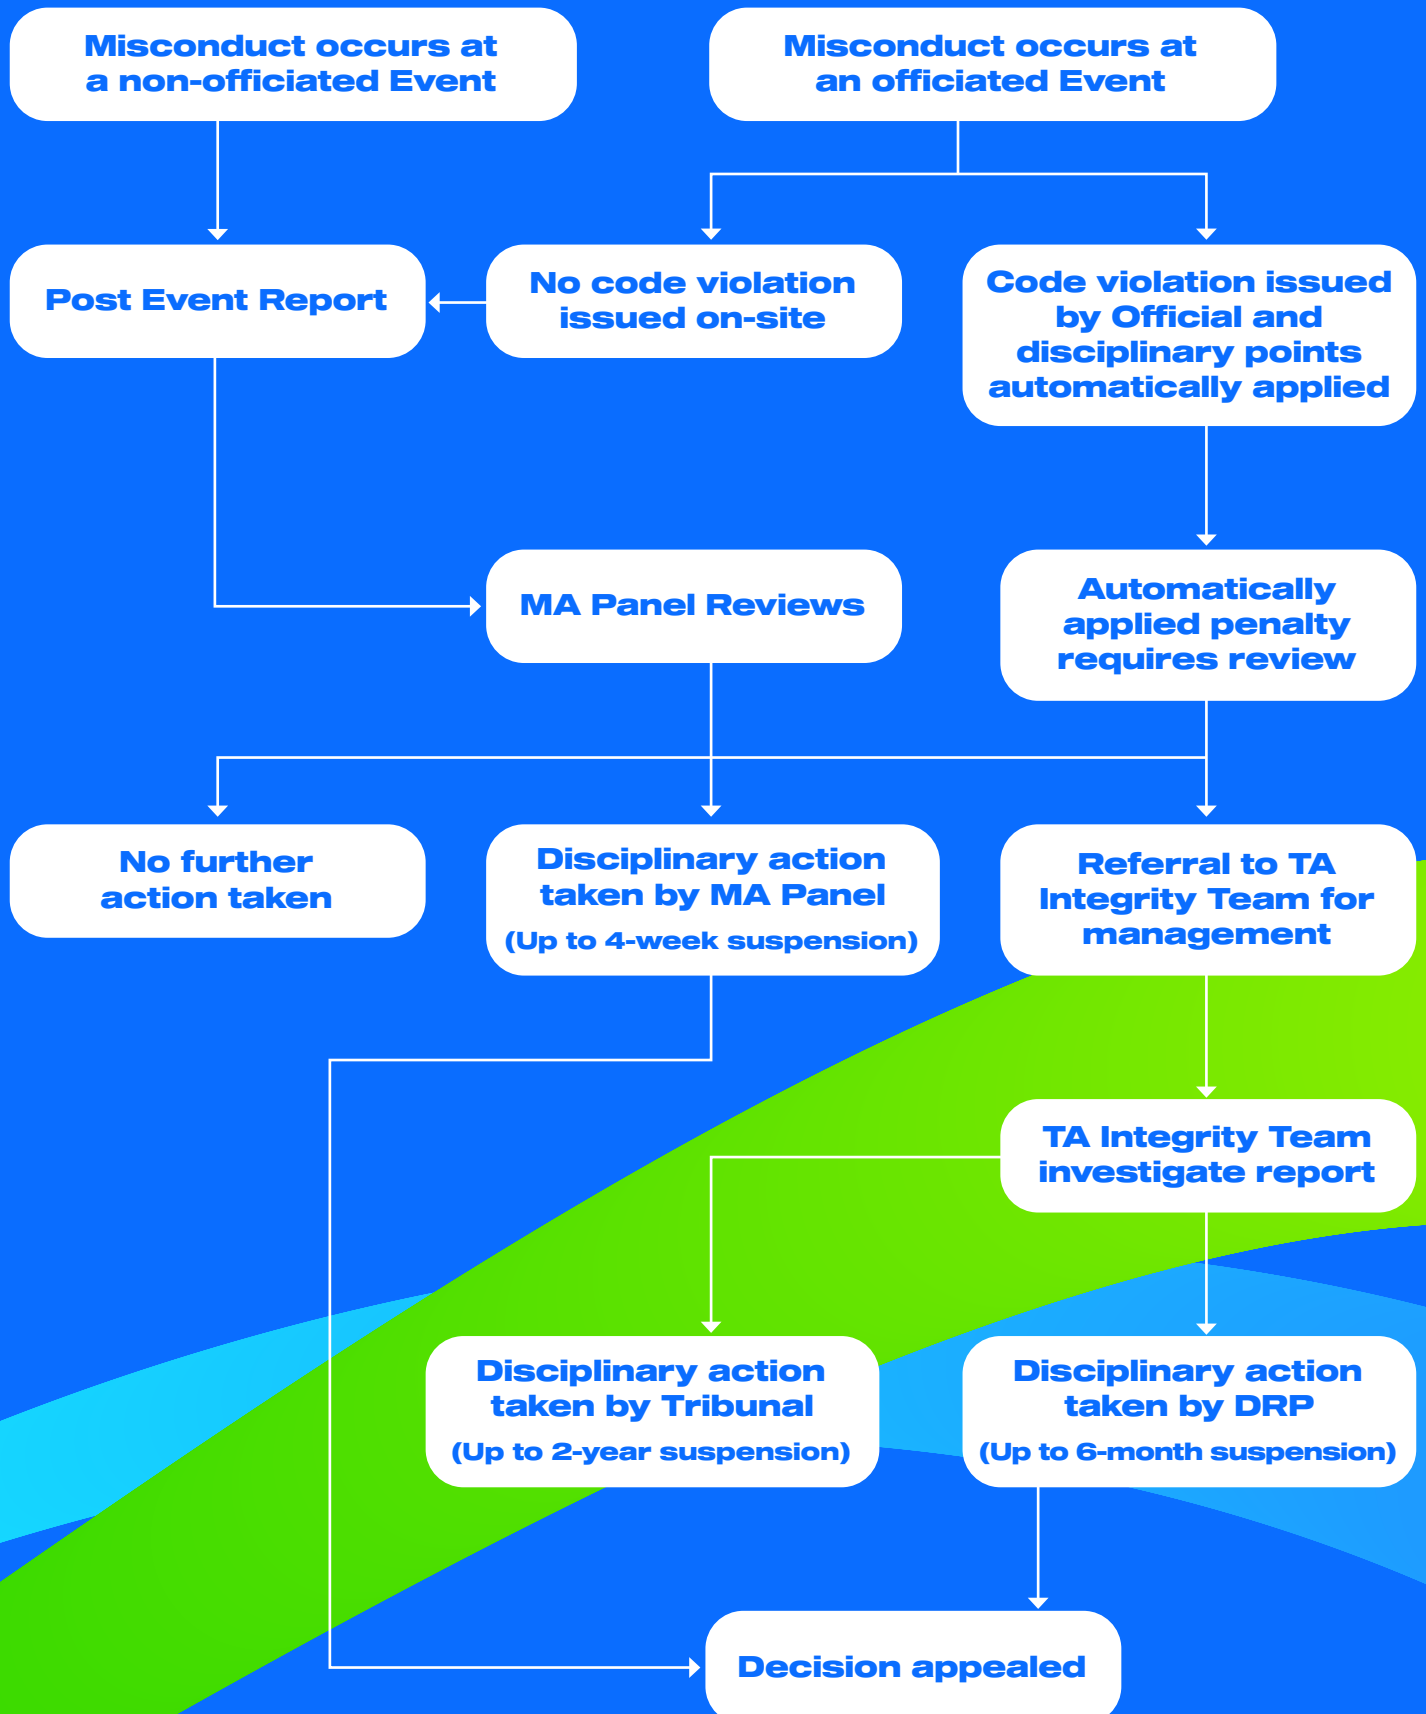 Misconduct occurs at
a non-officiated Event
Misconduct occurs at
an officiated Event
Post Event Report
No code violation
issued on-site
Code violation issued
by Official and
disciplinary points
automatically applied
MA Panel Reviews
Automatically
applied penalty
requires review
No further
action taken
Disciplinary action
taken by MA Panel
(Up to 4-week suspension)
Referral to TA
Integrity Team for
management
TA Integrity Team
investigate report
Disciplinary action
taken by Tribunal
(Up to 2-year suspension)
Disciplinary action
taken by DRP
(Up to 6-month suspension)
Decision appealed